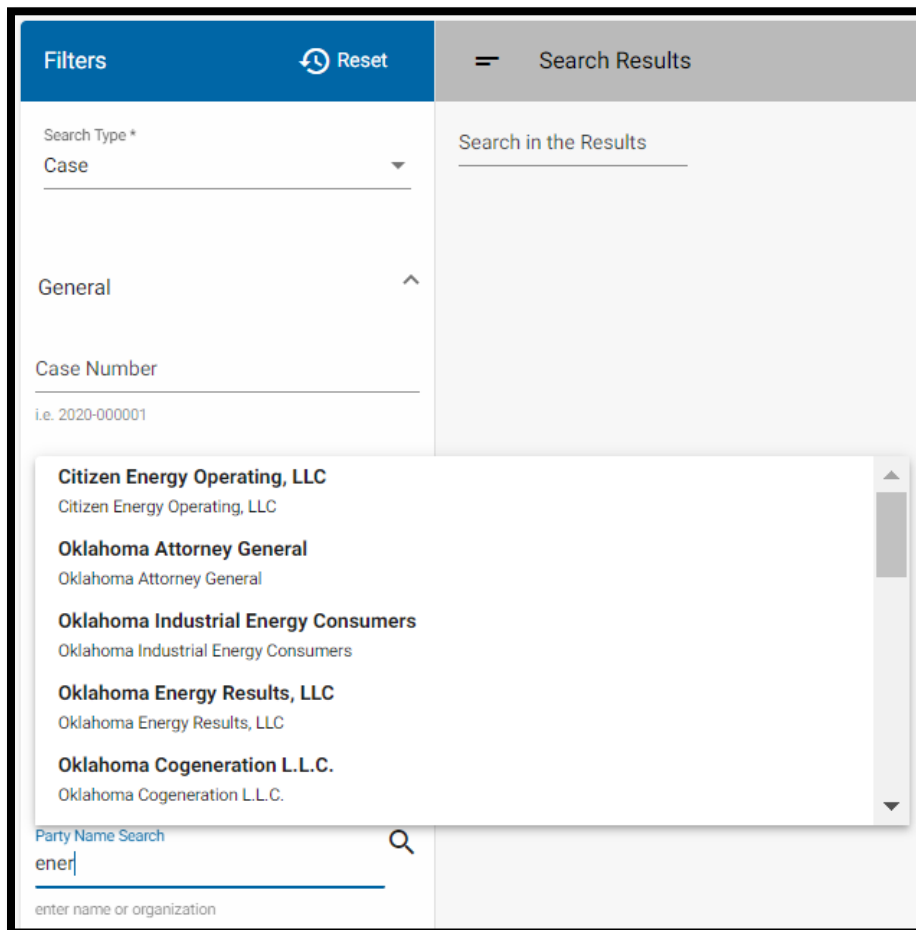 Filters
Reset
Search Results
Search Type *
Case
Search in the Results
General
Case Number
i.e. 2020-000001
Citizen Energy Operating, LLC
Citizen Energy Operating, LLC
Oklahoma Attorney General
Oklahoma Attorney General
Oklahoma Industrial Energy Consumers
Oklahoma Industrial Energy Consumers
Oklahoma Energy Results, LLC
Oklahoma Energy Results, LLC
Oklahoma Cogeneration L.L.C.
Oklahoma Cogeneration L.L.C.
Party Name Search
ener
enter name or organization